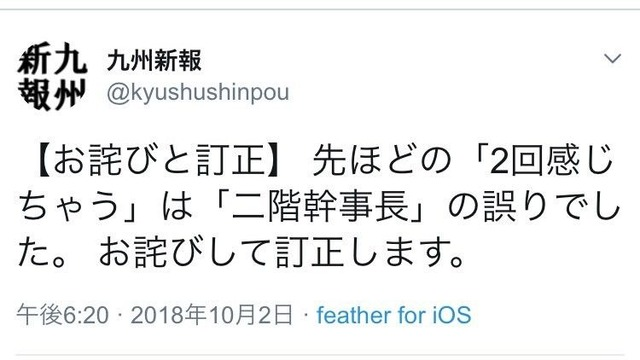 九州新報
九州新報
@kyushushinpou
【お詫びと訂正】 先ほどの「2回感じ
ちゃう」は「二階幹事長」の誤りでし
た。 お詫びして訂正します。
午後6:20 · 2018年10月2日 · feather for iOS